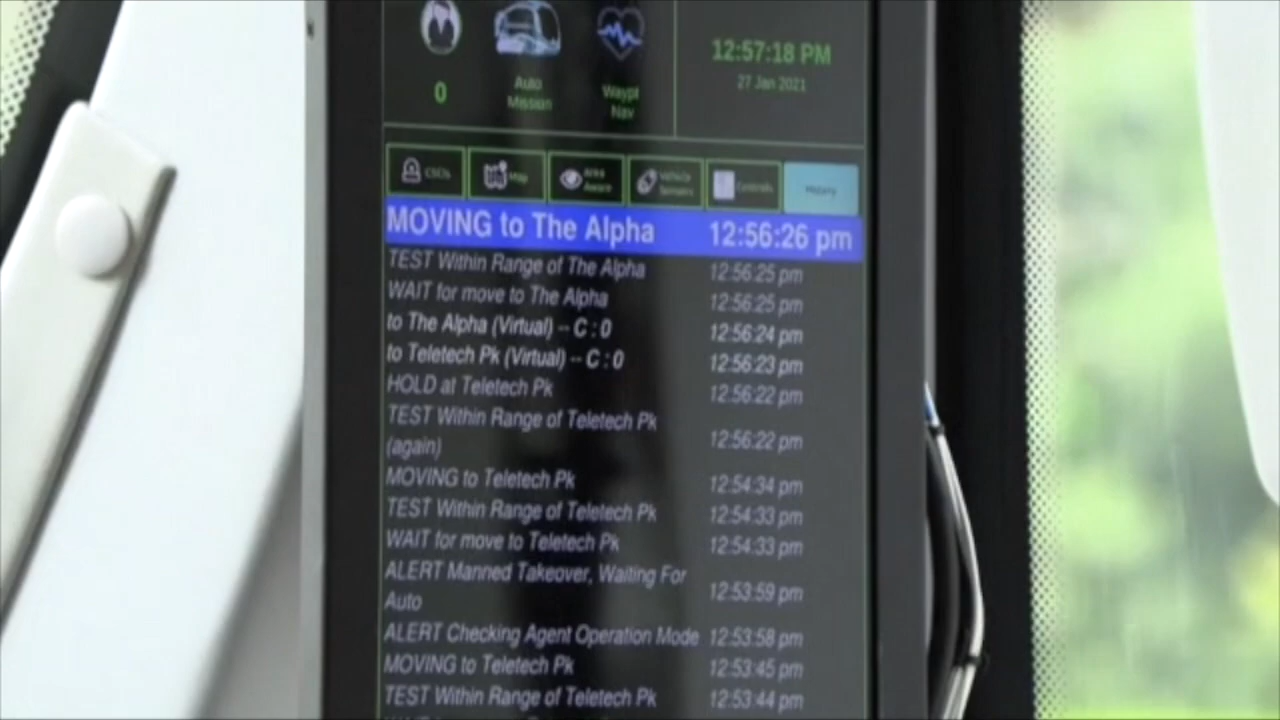 0
Auto
Mission
Waypt
Nav
12:57:18 PM
27 Jan 2021
Map
Area
Aware
Vehicle
Sensors
Controls
History
MOVING to The Alpha 12:56:26 pm
TEST Within Range of The Alpha 12:56:25 pm
WAIT for move to The Alpha 12:56:25 pm
to The Alpha (Virtual) -- C : 0 12:56:24 pm
to Teletech Pk (Virtual) -- C : 0 12:56:23 pm
HOLD at Teletech Pk 12:56:22 pm
TEST Within Range of Teletech Pk
(again) 12:56:22 pm
MOVING to Teletech Pk 12:54:34 pm
TEST Within Range of Teletech Pk 12:54:33 pm
WAIT for move to Teletech Pk 12:54:33 pm
ALERT Manned Takeover, Waiting For
Auto 12:53:59 pm
ALERT Checking Agent Operation Mode 12:53:58 pm
MOVING to Teletech Pk 12:53:45 pm
TEST Within Range of Teletech Pk 12:53:44 pm